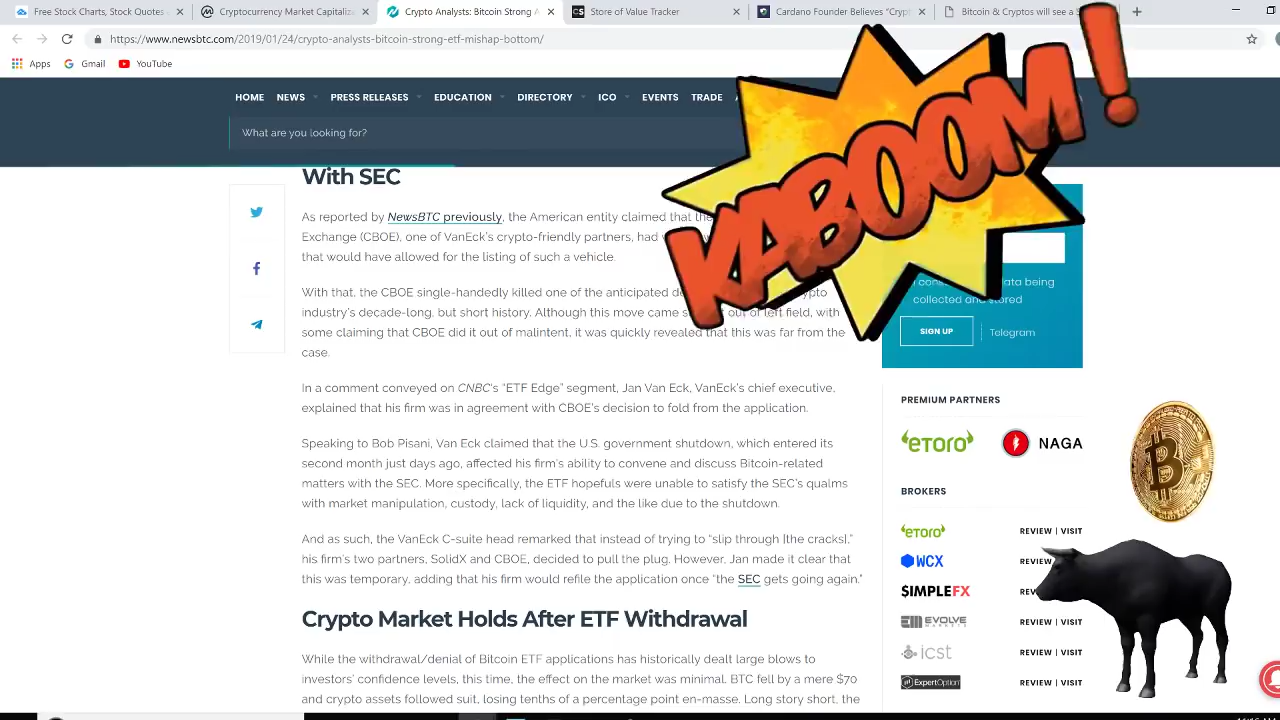 Free Stock Charts, Stock Quotes
Cryptocurrency Market Capitaliz
Crypto Analysts: Bitcoin Strong
Store of Value Tracker
Cardano Founder Believes "Cryp
Bitcoin & Cryptos will see a S
https://www.newsbtc.com/2019/01/24/crypto-analysts-bitcoin-strong-etf-mishap-bottom/
Apps
Gmail
YouTube
HOME
NEWS
PRESS RELEASES
EDUCATION
DIRECTORY
ICO
EVENTS
TRADE
What are you looking for?
KABOOM!
With SEC
As reported by NewsBTC previously, the American entity claimed that the
Exchange (CBOE), one of VanEck's crypto-friendly partners, had
that would have allowed for the listing of such a vehicle.
the CBOE single-handedly killed one of the anticipated
industry's decade-long, but short history. Although this move came out of left field, with
some claiming that CBOE did it out of malintent, it was quickly revealed that this was far from the
case.
In a comment conveyed on CNBC's "ETF Edge" segment, Jan Van Eck, VanEck's chief executive,
explained that his firm was in agreement with CBOE's decision to fold from the application.
Speaking to Bob Pisani, Van Eck claimed that the U.S. government shutdown, which entered its
second month just days ago, affected his firm's ability to convene and discuss Bitcoin-related
matters with the SEC. More specifically, the ETF hopefuls were unable to satisfy the SEC's qualms
with market manipulation, custody, lack of liquidity, and the like due to the shutdown.
And as such, the VanEck C-suite head remarked that instead of trying to "slip through [the cracks],"
his firm's two partners, SolidX and CBOE, decided to pull the plug. However, Jan made it clear that
this was temporary, adding that his firm would refile the application once "the SEC gets going again."
Crypto Market Holds After ETF Withdrawal
While the withdrawal/denial of Bitcoin ETF applications has historically dealt large blows to
investors' confidence levels, this time, the effect on the market was minimal. BTC fell by a mere $70
and crypto assets followed suit, losing tenths of a percentage point en-masse. Long story short, the
data being
collected and stored
SIGN UP
Telegram
PREMIUM PARTNERS
eToro
NAGA
BROKERS
eToro REVIEW | VISIT
WCX
$IMPLEFX
EVOLVE MARKETS REVIEW | VISIT
icst REVIEW | VISIT
ExpertOption REVIEW | VISIT